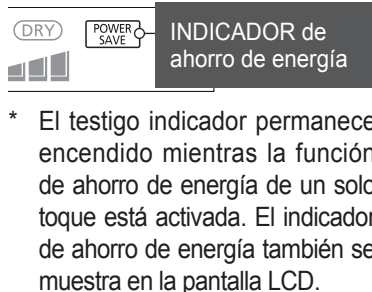 DRY
POWER
SAVE
INDICADOR de
ahorro de energía
* El testigo indicador permanece
encendido mientras la función
de ahorro de energía de un solo
toque está activada. El indicador
de ahorro de energía también se
muestra en la pantalla LCD.